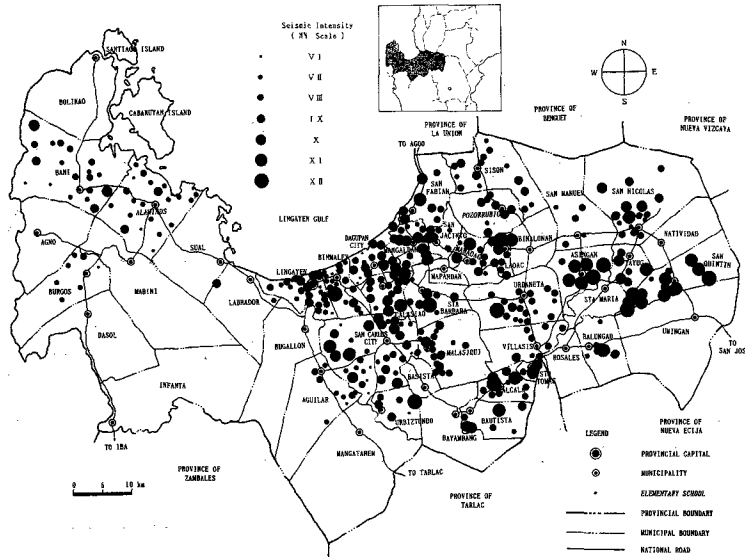 Seismic Intensity
( MM Scale )
VI
VII
VIII
IX
X
XI
XII
N
W E
S
SANTIAGO ISLAND
BOLINAO
CABARUYAN ISLAND
BANI
ALAMINOS
AGNO
BURGOS
MABINI
DASOL
INFANTA
TO IBA
SUAL
LABRADOR
LINGAYEN GULF
LINGAYEN
BINMALEY
DAGUPAN CITY
BUGALLON
AGUILAR
MANGATAREM
URBIZTONDO
SAN CARLOS CITY
BASISTA
MALASIQUI
BAYAMBANG
BAUTISTA
ALCALA
STO TOMAS
VILLASIS
ROSALES
BALUNGAO
UMINGAN
TO SAN JOS
STA BARBARA
CALASIAO
MAPANDAN
MANAOAG
LAOAC
URDANETA
BINALONAN
POZORRUBIO
SISON
SAN FABIAN
SAN JACINTO
TO AGOO
PROVINCE OF LA UNION
PROVINCE OF BENGUET
PROVINCE OF NUEVA VIZCAYA
SAN MANUEL
SAN NICOLAS
NATIVIDAD
ASINGAN
TAYUG
SAN QUINTIN
STA MARIA
PROVINCE OF NUEVA ECIJA
PROVINCE OF ZAMBALES
PROVINCE OF TARLAC
TO TARLAC
0 5 10 km
LEGEND
PROVINCIAL CAPITAL
MUNICIPALITY
ELEMENTARY SCHOOL
PROVINCIAL BOUNDARY
MUNICIPAL BOUNDARY
NATIONAL ROAD